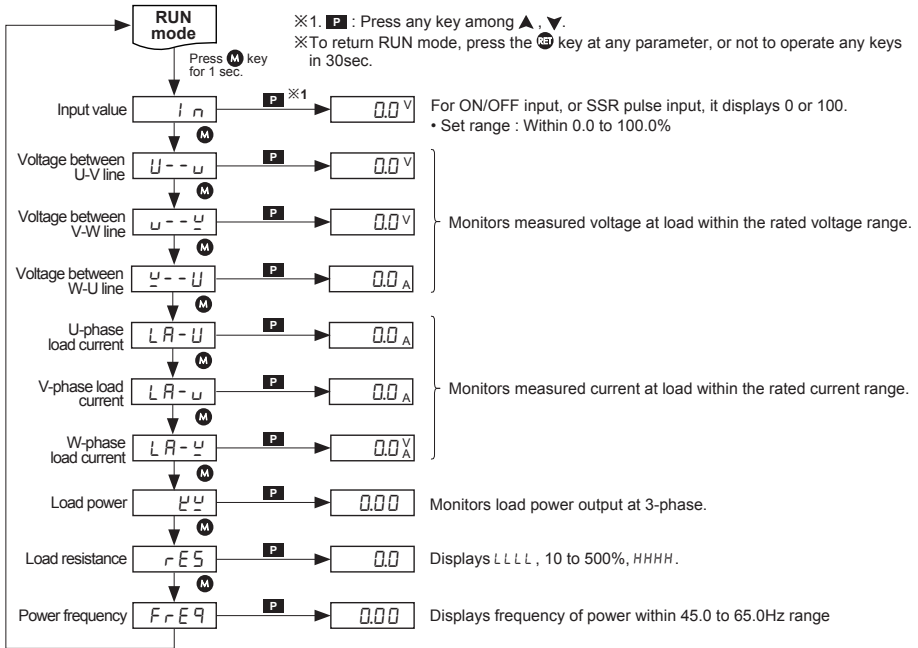 RUN
mode
Press M key
for 1 sec.
※1. P : Press any key among ▲, ▼.
※To return RUN mode, press the RET key at any parameter, or not to operate any keys
in 30sec.
Input value
In
P ※1
0.0 V
For ON/OFF input, or SSR pulse input, it displays 0 or 100.
• Set range : Within 0.0 to 100.0%
M
Voltage between
U-V line
U--u
P
0.0 V
M
Voltage between
V-W line
P
0.0 V
Monitors measured voltage at load within the rated voltage range.
M
Voltage between
W-U line
P
0.0 A
M
U-phase
load current
LA-U
P
0.0 A
M
V-phase load
current
LA-u
P
0.0 A
Monitors measured current at load within the rated current range.
M
W-phase
load current
P
0.0 V A
M
Load power
P
0.00
Monitors load power output at 3-phase.
M
Load resistance
rES
P
0.0
Displays LLLL, 10 to 500%, HHHH.
M
Power frequency
FrEq
P
0.00
Displays frequency of power within 45.0 to 65.0Hz range